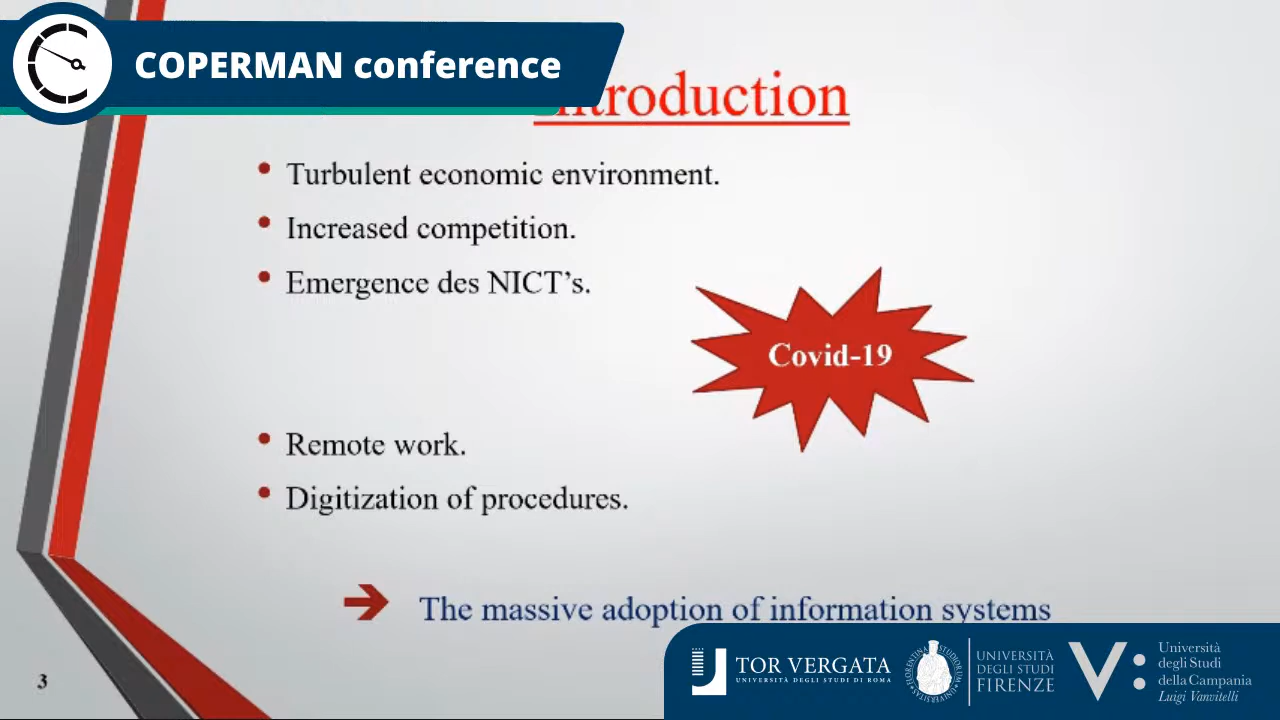 COPERMAN conference
Introduction
• Turbulent economic environment.
• Increased competition.
• Emergence des NICT’s.
Covid-19
• Remote work.
• Digitization of procedures.
➔ The massive adoption of information systems
3
TOR VERGATA
UNIVERSITÀ DEGLI STUDI DI ROMA
UNIVERSITÀ
DEGLI STUDI
FIRENZE
V:
Università
degli Studi
della Campania
Luigi Vanvitelli